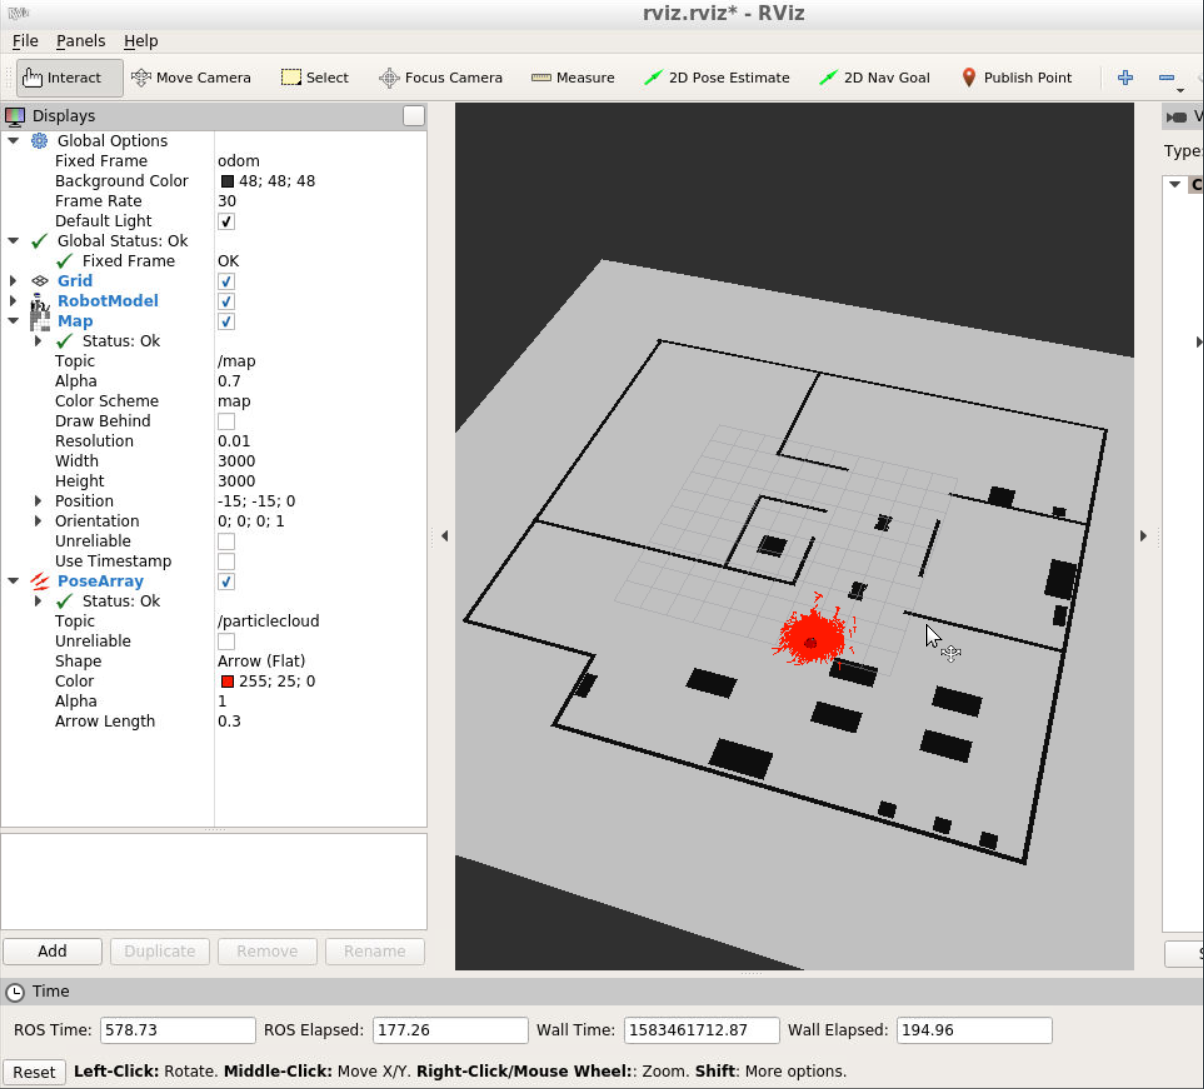 rviz.rviz* - RViz
File Panels Help
Interact Move Camera Select Focus Camera Measure 2D Pose Estimate 2D Nav Goal Publish Point
Displays
Global Options
Fixed Frame odom
Background Color 48; 48; 48
Frame Rate 30
Default Light
Global Status: Ok
Fixed Frame OK
Grid
RobotModel
Map
Status: Ok
Topic /map
Alpha 0.7
Color Scheme map
Draw Behind
Resolution 0.01
Width 3000
Height 3000
Position -15; -15; 0
Orientation 0; 0; 0; 1
Unreliable
Use Timestamp
PoseArray
Status: Ok
Topic /particlecloud
Unreliable
Shape Arrow (Flat)
Color 255; 25; 0
Alpha 1
Arrow Length 0.3
Type:
Add Duplicate Remove Rename
Time
ROS Time: 578.73 ROS Elapsed: 177.26 Wall Time: 1583461712.87 Wall Elapsed: 194.96
Reset Left-Click: Rotate. Middle-Click: Move X/Y. Right-Click/Mouse Wheel:: Zoom. Shift: More options.